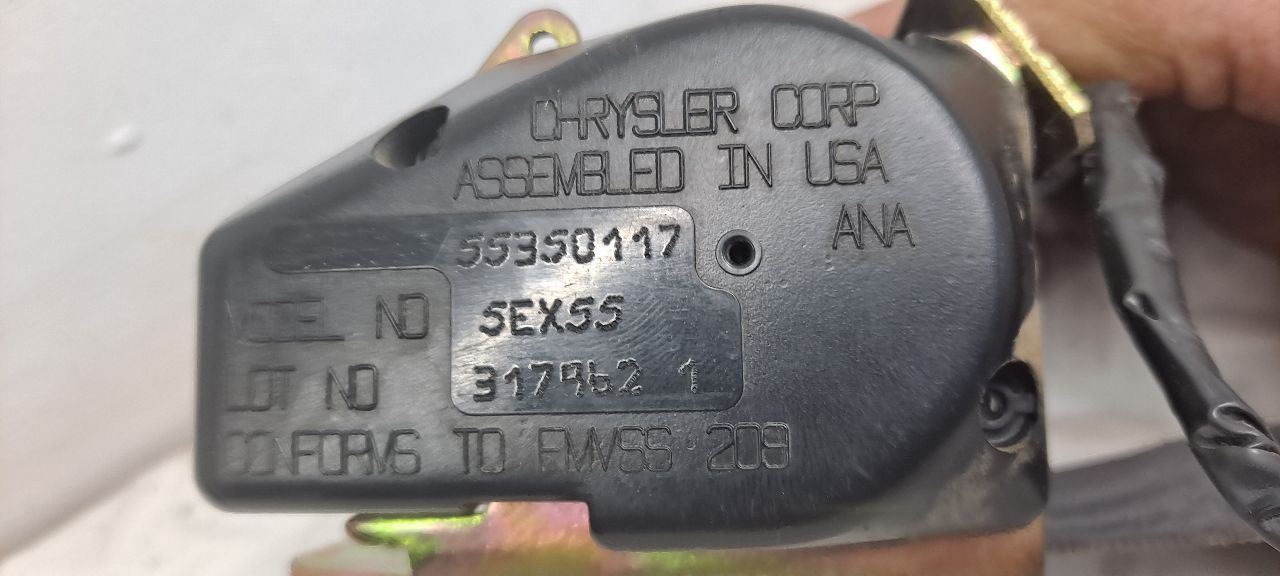 CHRYSLER CORP
ASSEMBLED IN USA
ANA
55350117
MODEL NO 5EX55
LOT NO 317962 1
CONFORMS TO FMVSS 209